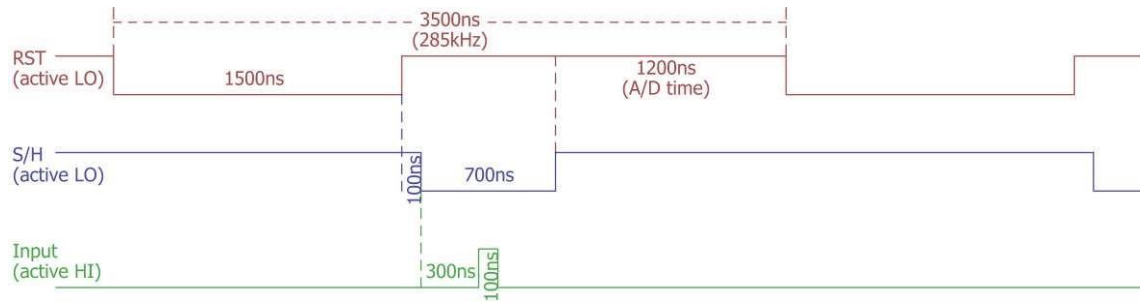 3500ns
(285kHz)
RST
(active LO)
1500ns
1200ns
(A/D time)
S/H
(active LO)
100ns
700ns
Input
(active HI)
300ns
100ns